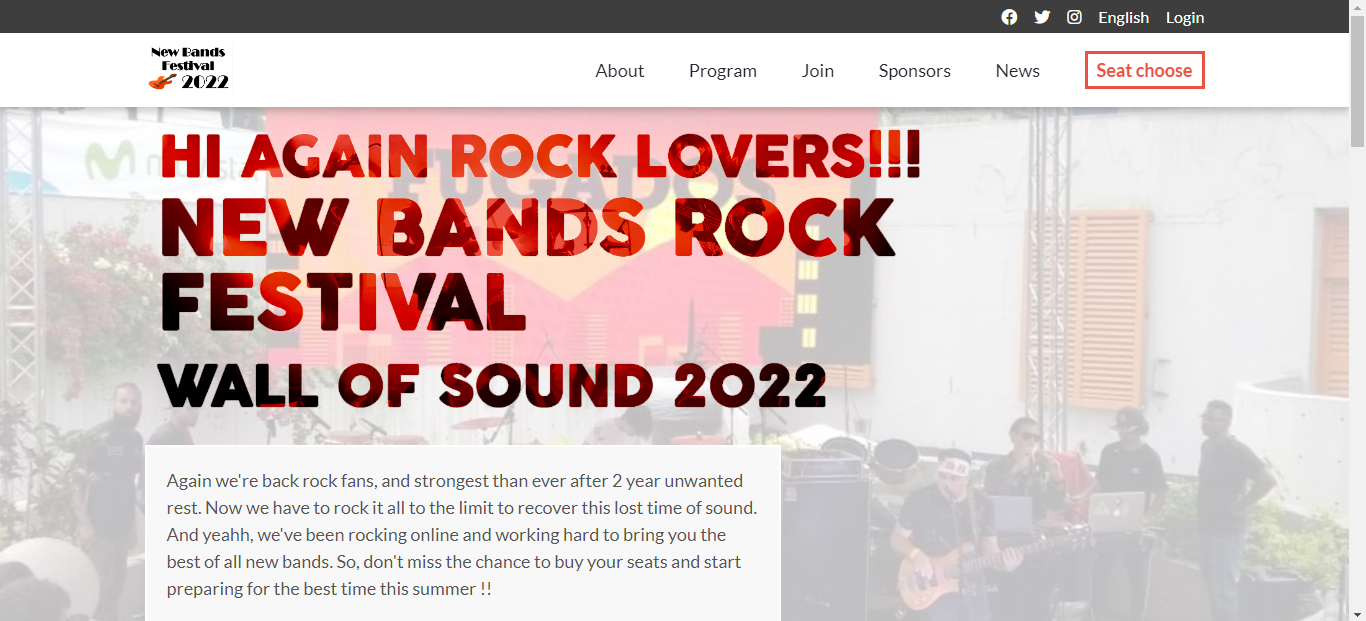 English Login
New Bands
Festival
2022
About Program Join Sponsors News Seat choose
HI AGAIN ROCK LOVERS!!!
NEW BANDS ROCK
FESTIVAL
WALL OF SOUND 2022
FUGADOS
Again we're back rock fans, and strongest than ever after 2 year unwanted
rest. Now we have to rock it all to the limit to recover this lost time of sound.
And yeahh, we've been rocking online and working hard to bring you the
best of all new bands. So, don't miss the chance to buy your seats and start
preparing for the best time this summer !!